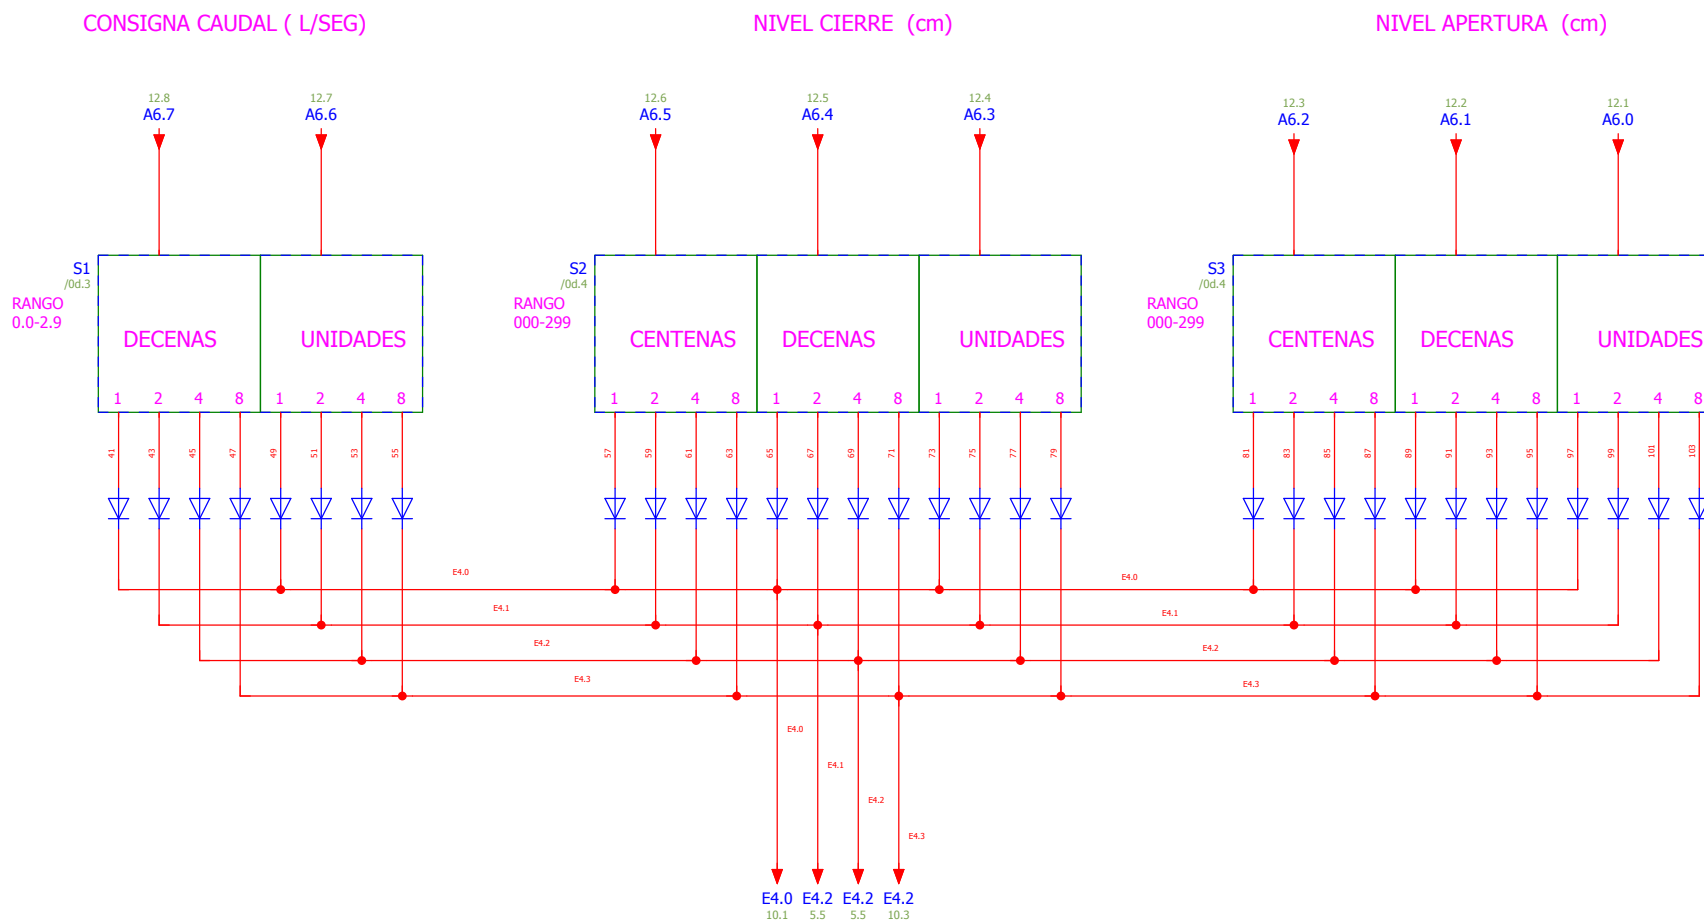 CONSIGNA CAUDAL ( L/SEG) NIVEL CIERRE (cm) NIVEL APERTURA (cm)
12.8 12.7 12.6 12.5 12.4 12.3 12.2 12.1
A6.7 A6.6 A6.5 A6.4 A6.3 A6.2 A6.1 A6.0
S1 S2 S3
/0d.3 /0d.4 /0d.4
RANGO RANGO RANGO
0.0-2.9 000-299 000-299
DECENAS UNIDADES CENTENAS DECENAS UNIDADES CENTENAS DECENAS UNIDADES
1 2 4 8 1 2 4 8 1 2 4 8 1 2 4 8 1 2 4 8 1 2 4 8 1 2 4 8 1 2 4 8
41 43 45 47 49 51 53 55 57 59 61 63 65 67 69 71 73 75 77 79 81 83 85 87 89 91 93 95 97 99 101 103
E4.0 E4.0
E4.1 E4.1
E4.2 E4.2
E4.3 E4.3
E4.0
E4.1
E4.2
E4.3
E4.0 E4.2 E4.2 E4.2
10.1 5.5 5.5 10.3